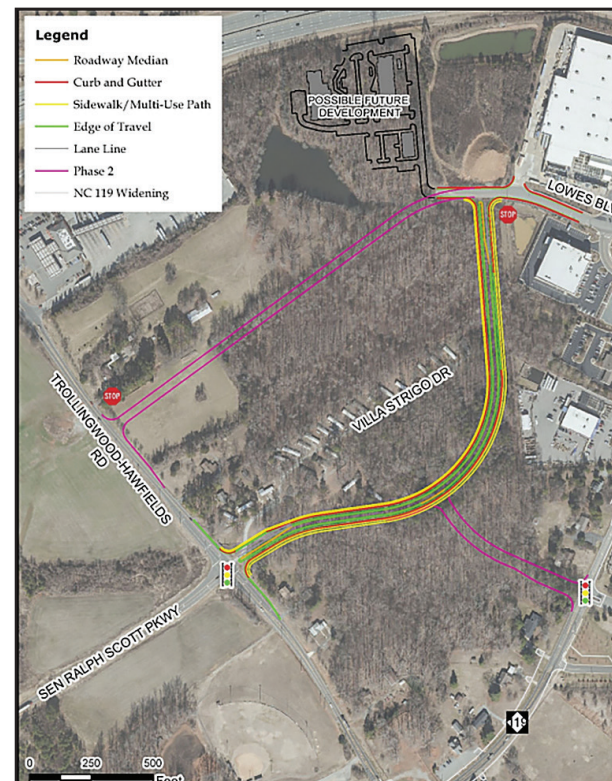 Legend
Roadway Median
Curb and Gutter
Sidewalk/Multi-Use Path
Edge of Travel
Lane Line
Phase 2
NC 119 Widening
POSSIBLE FUTURE
DEVELOPMENT
LOWES BLV
STOP
STOP
TROLLINGWOOD-HAWFIELDS
RD
VILLA STRIGO DR
SEN RALPH SCOTT PKWY
0 250 500
Feet